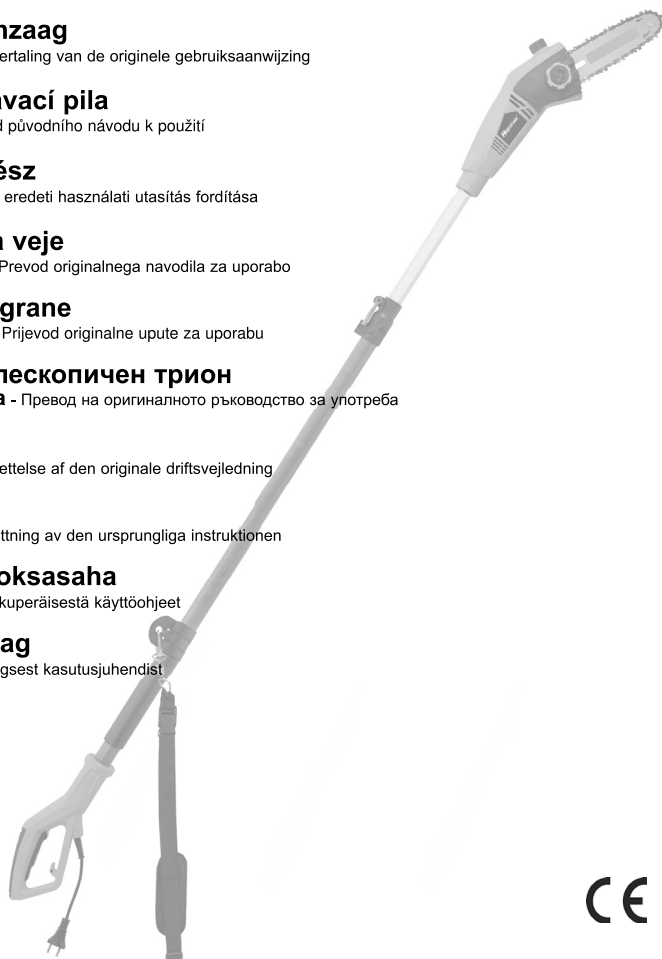 nzaag
ertaling van de originele gebruiksaanwijzing
avací pila
d původního návodu k použití
ész
eredeti használati utasítás fordítása
a veje
Prevod originalnega navodila za uporabo
grane
Prijevod originalne upute za uporabu
лескопичен трион
а - Превод на оригиналното ръководство за употреба
ættelse af den originale driftsvejledning
ttning av den ursprungliga instruktionen
oksasaha
kuperäisestä käyttöohjeet
ag
gsest kasutusjuhendist
CE